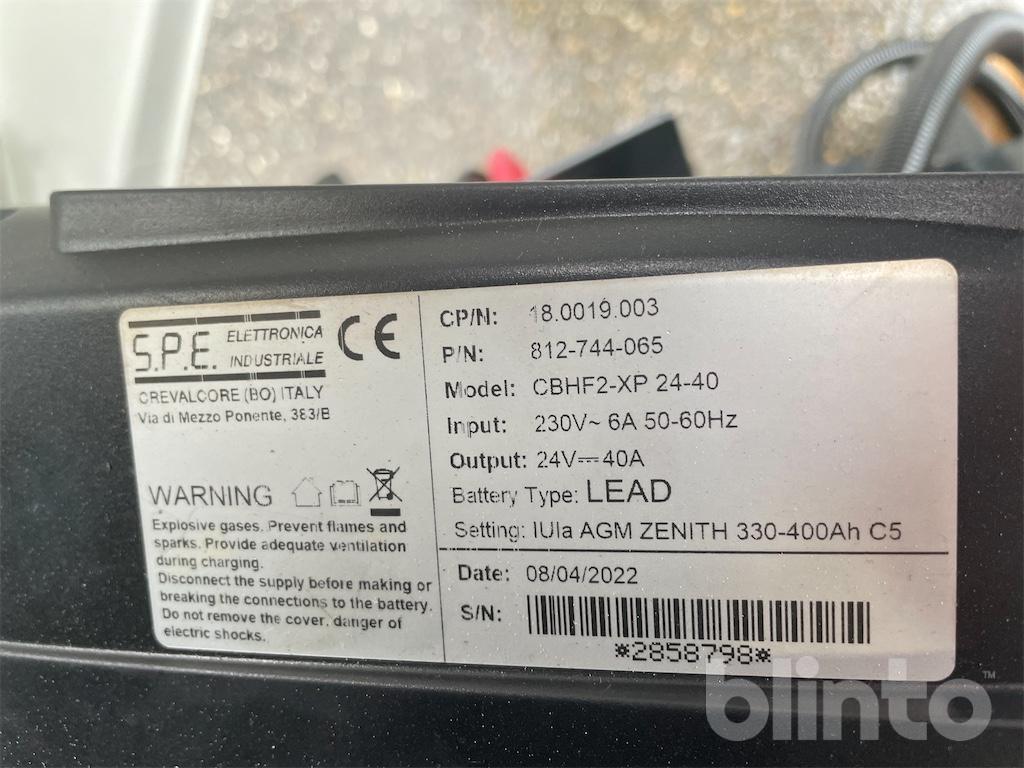 S.P.E. ELETTRONICA
INDUSTRIALE
CE
CREVALCORE (BO) ITALY
Via di Mezzo Ponente, 383/B
WARNING
Explosive gases. Prevent flames and
sparks. Provide adequate ventilation
during charging.
Disconnect the supply before making or
breaking the connections to the battery.
Do not remove the cover, danger of
electric shocks.
CP/N: 18.0019.003
P/N: 812-744-065
Model: CBHF2-XP 24-40
Input: 230V~ 6A 50-60Hz
Output: 24V⎓40A
Battery Type: LEAD
Setting: IUIa AGM ZENITH 330-400Ah C5
Date: 08/04/2022
S/N:
*2858798*
blinto™